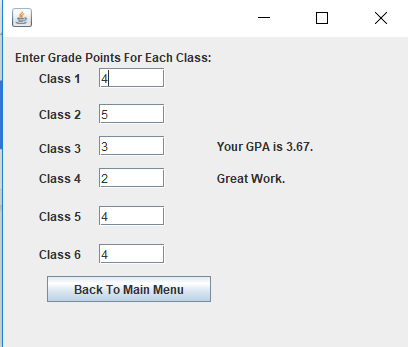 Enter Grade Points For Each Class:
Class 1 4
Class 2 5
Class 3 3 Your GPA is 3.67.
Class 4 2 Great Work.
Class 5 4
Class 6 4
Back To Main Menu